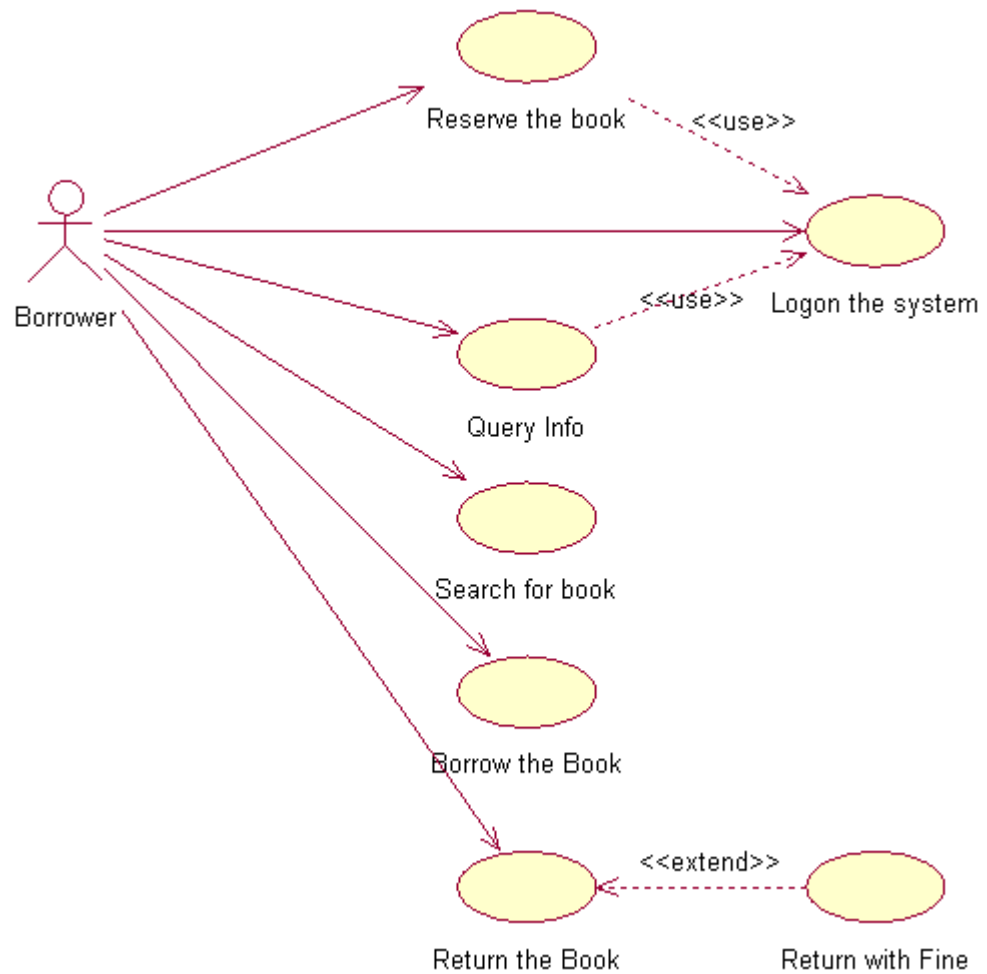 Reserve the book
<<use>>
Borrower
<<use>>
Logon the system
Query Info
Search for book
Borrow the Book
<<extend>>
Return the Book
Return with Fine